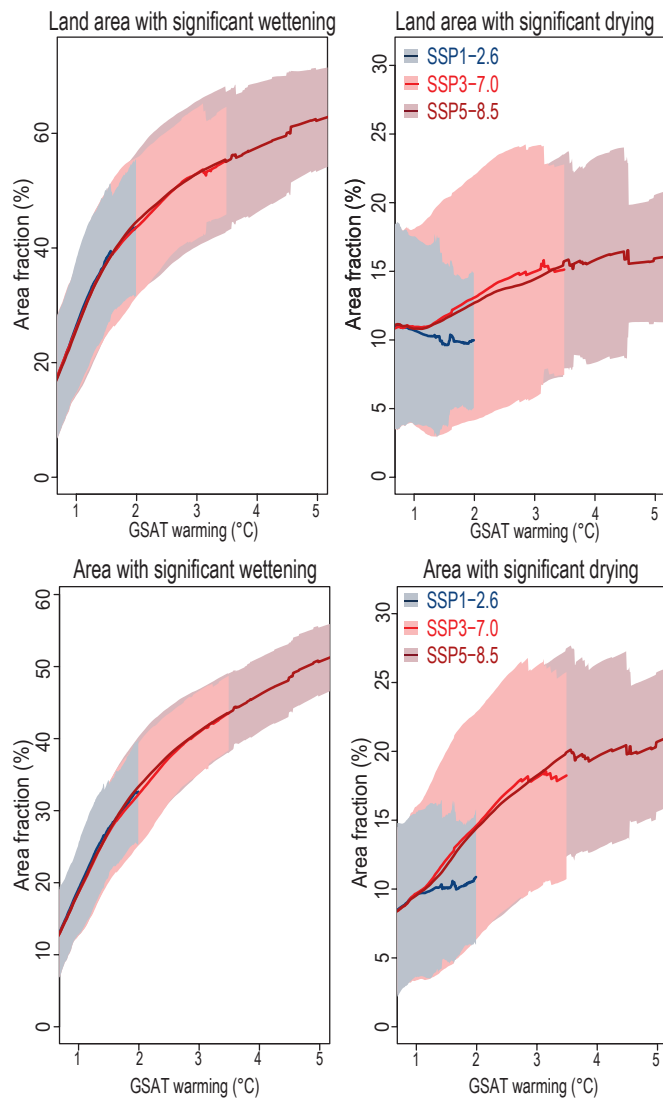 Land area with significant wettening
Area fraction (%)
0
20
40
60
1 2 3 4 5
GSAT warming (°C)
Land area with significant drying
SSP1−2.6
SSP3−7.0
SSP5−8.5
Area fraction (%)
0
5
10
15
20
25
30
1 2 3 4 5
GSAT warming (°C)
Area with significant wettening
Area fraction (%)
0
10
20
30
40
50
60
1 2 3 4 5
GSAT warming (°C)
Area with significant drying
SSP1−2.6
SSP3−7.0
SSP5−8.5
Area fraction (%)
0
5
10
15
20
25
30
1 2 3 4 5
GSAT warming (°C)